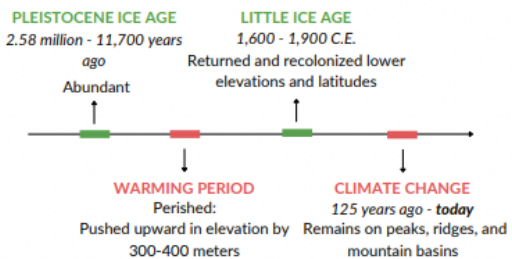 PLEISTOCENE ICE AGE
2.58 million - 11,700 years
ago
Abundant
LITTLE ICE AGE
1,600 - 1,900 C.E.
Returned and recolonized lower
elevations and latitudes
WARMING PERIOD
Perished:
Pushed upward in elevation by
300-400 meters
CLIMATE CHANGE
125 years ago - today
Remains on peaks, ridges, and
mountain basins